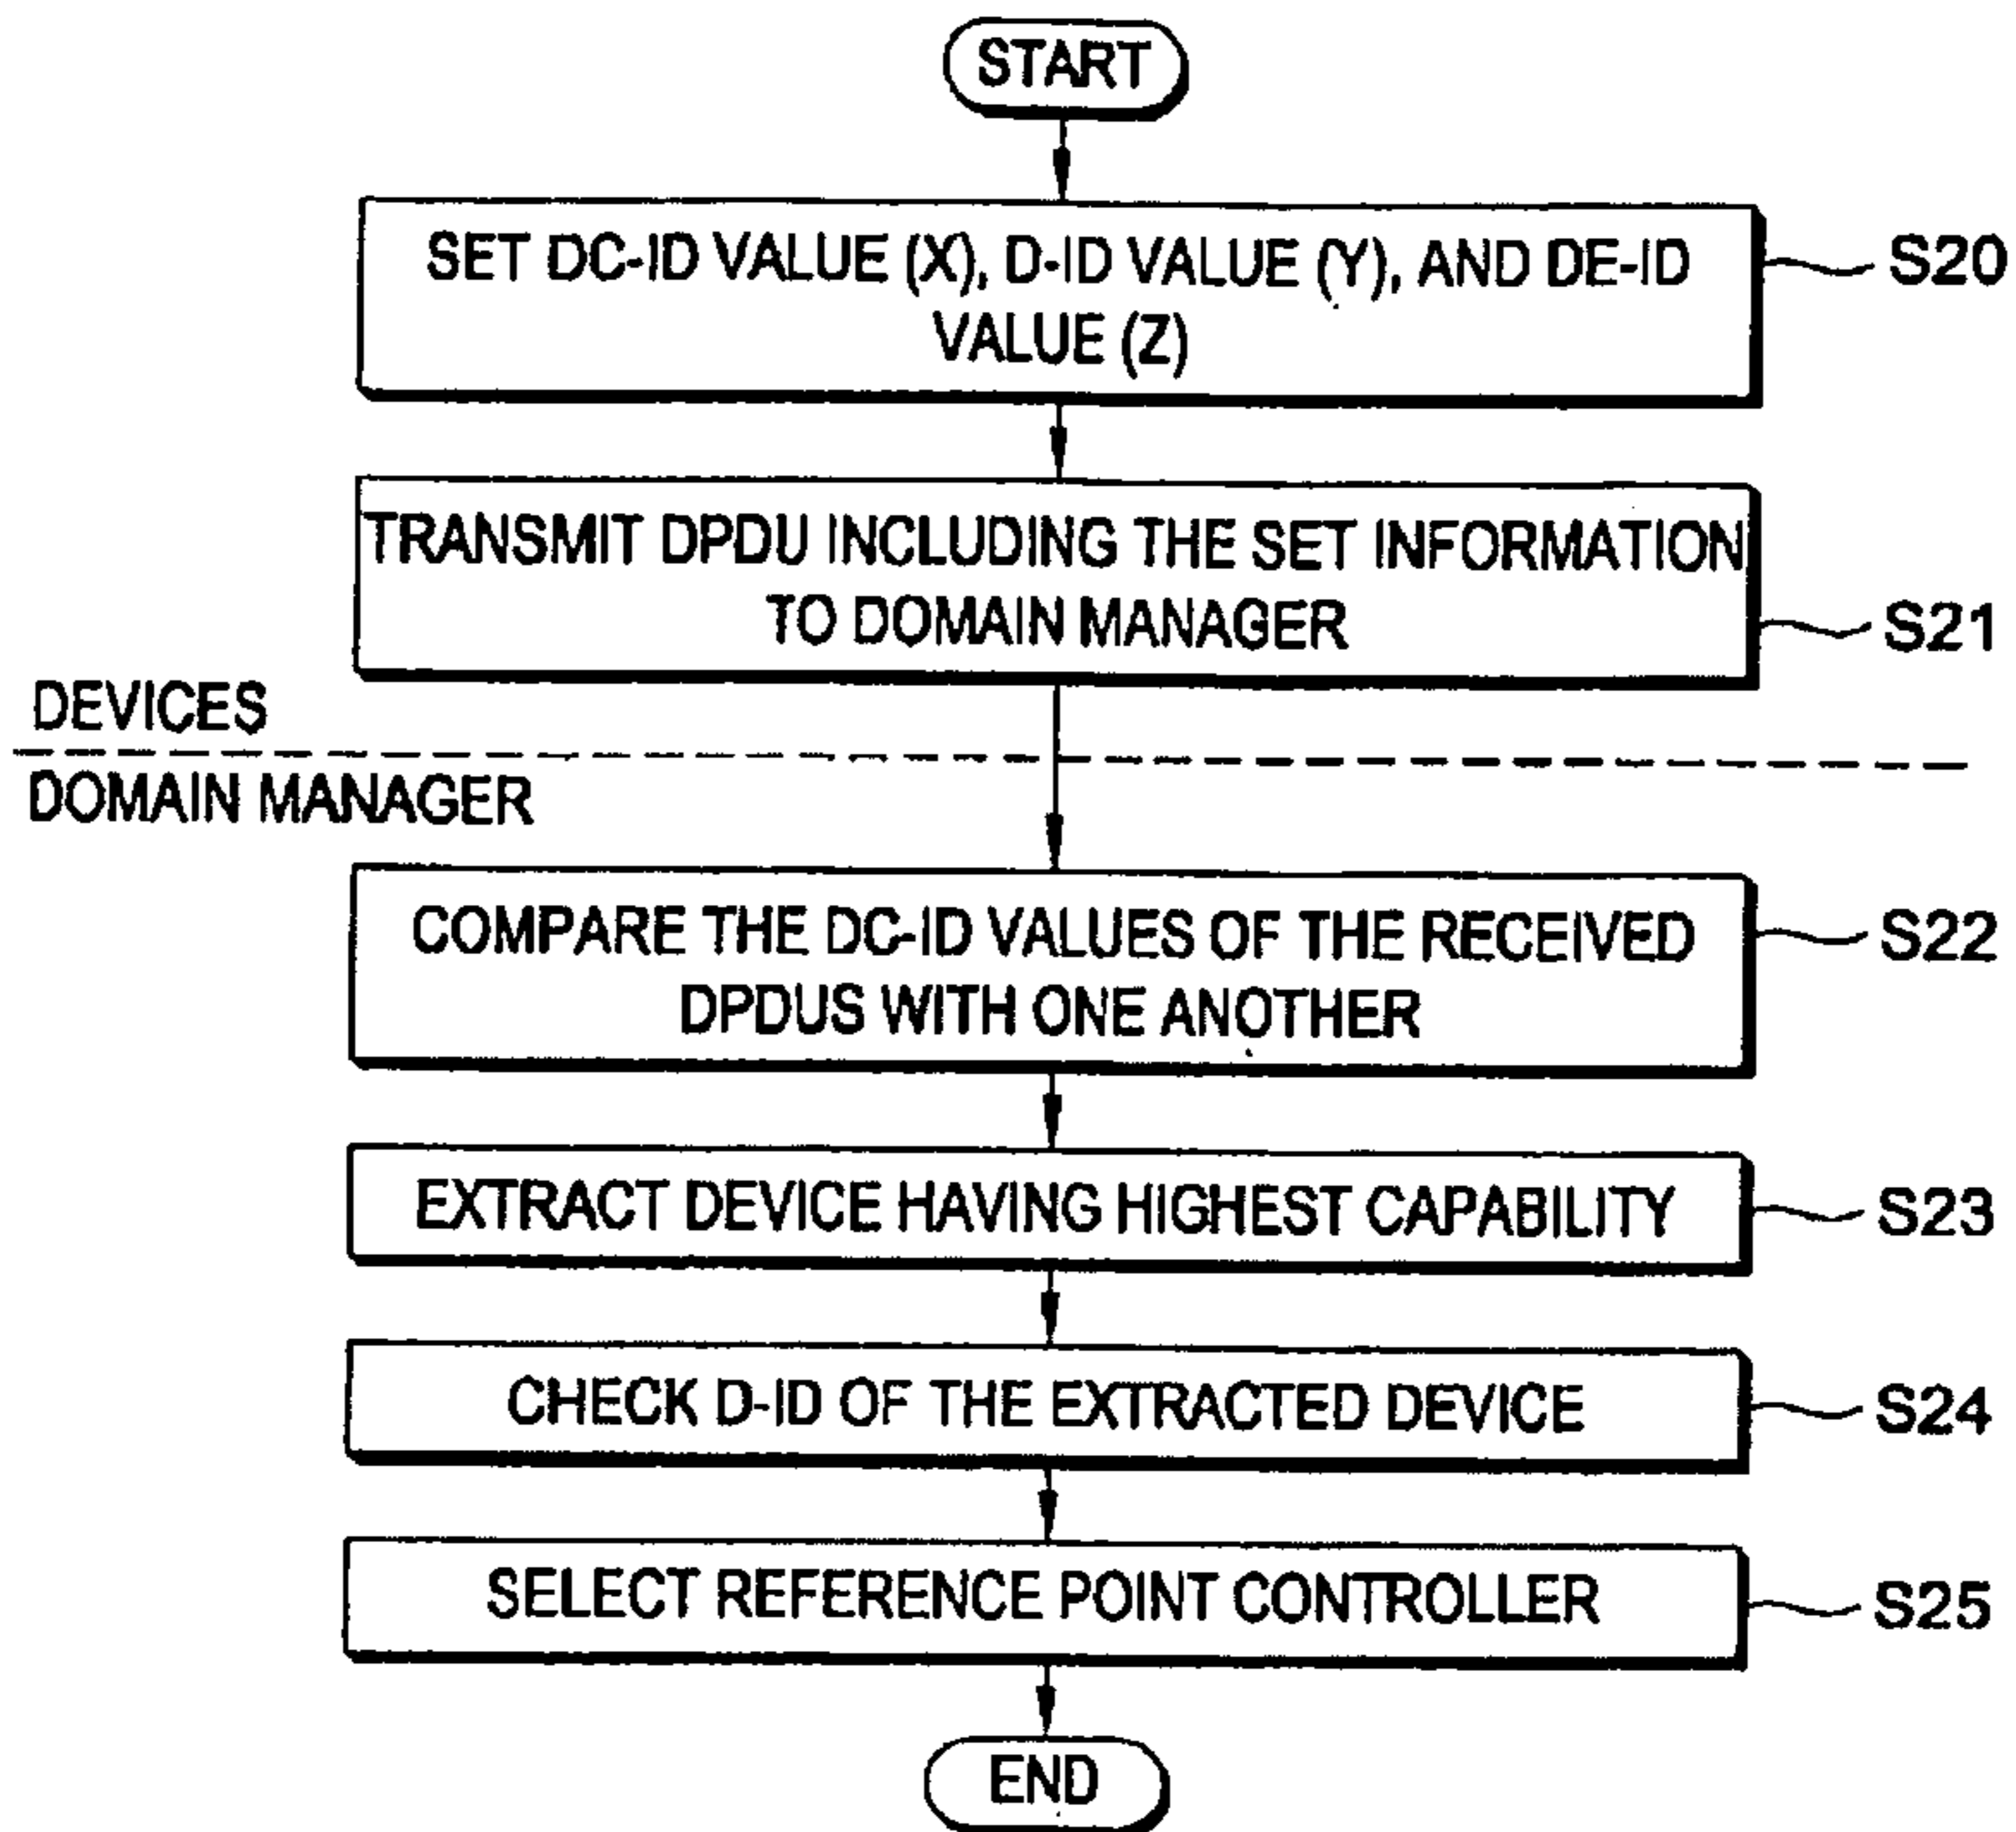 START
SET DC-ID VALUE (X), D-ID VALUE (Y), AND DE-ID
VALUE (Z)
S20
TRANSMIT DPDU INCLUDING THE SET INFORMATION
TO DOMAIN MANAGER
S21
DEVICES
DOMAIN MANAGER
COMPARE THE DC-ID VALUES OF THE RECEIVED
DPDUS WITH ONE ANOTHER
S22
EXTRACT DEVICE HAVING HIGHEST CAPABILITY
S23
CHECK D-ID OF THE EXTRACTED DEVICE
S24
SELECT REFERENCE POINT CONTROLLER
S25
END